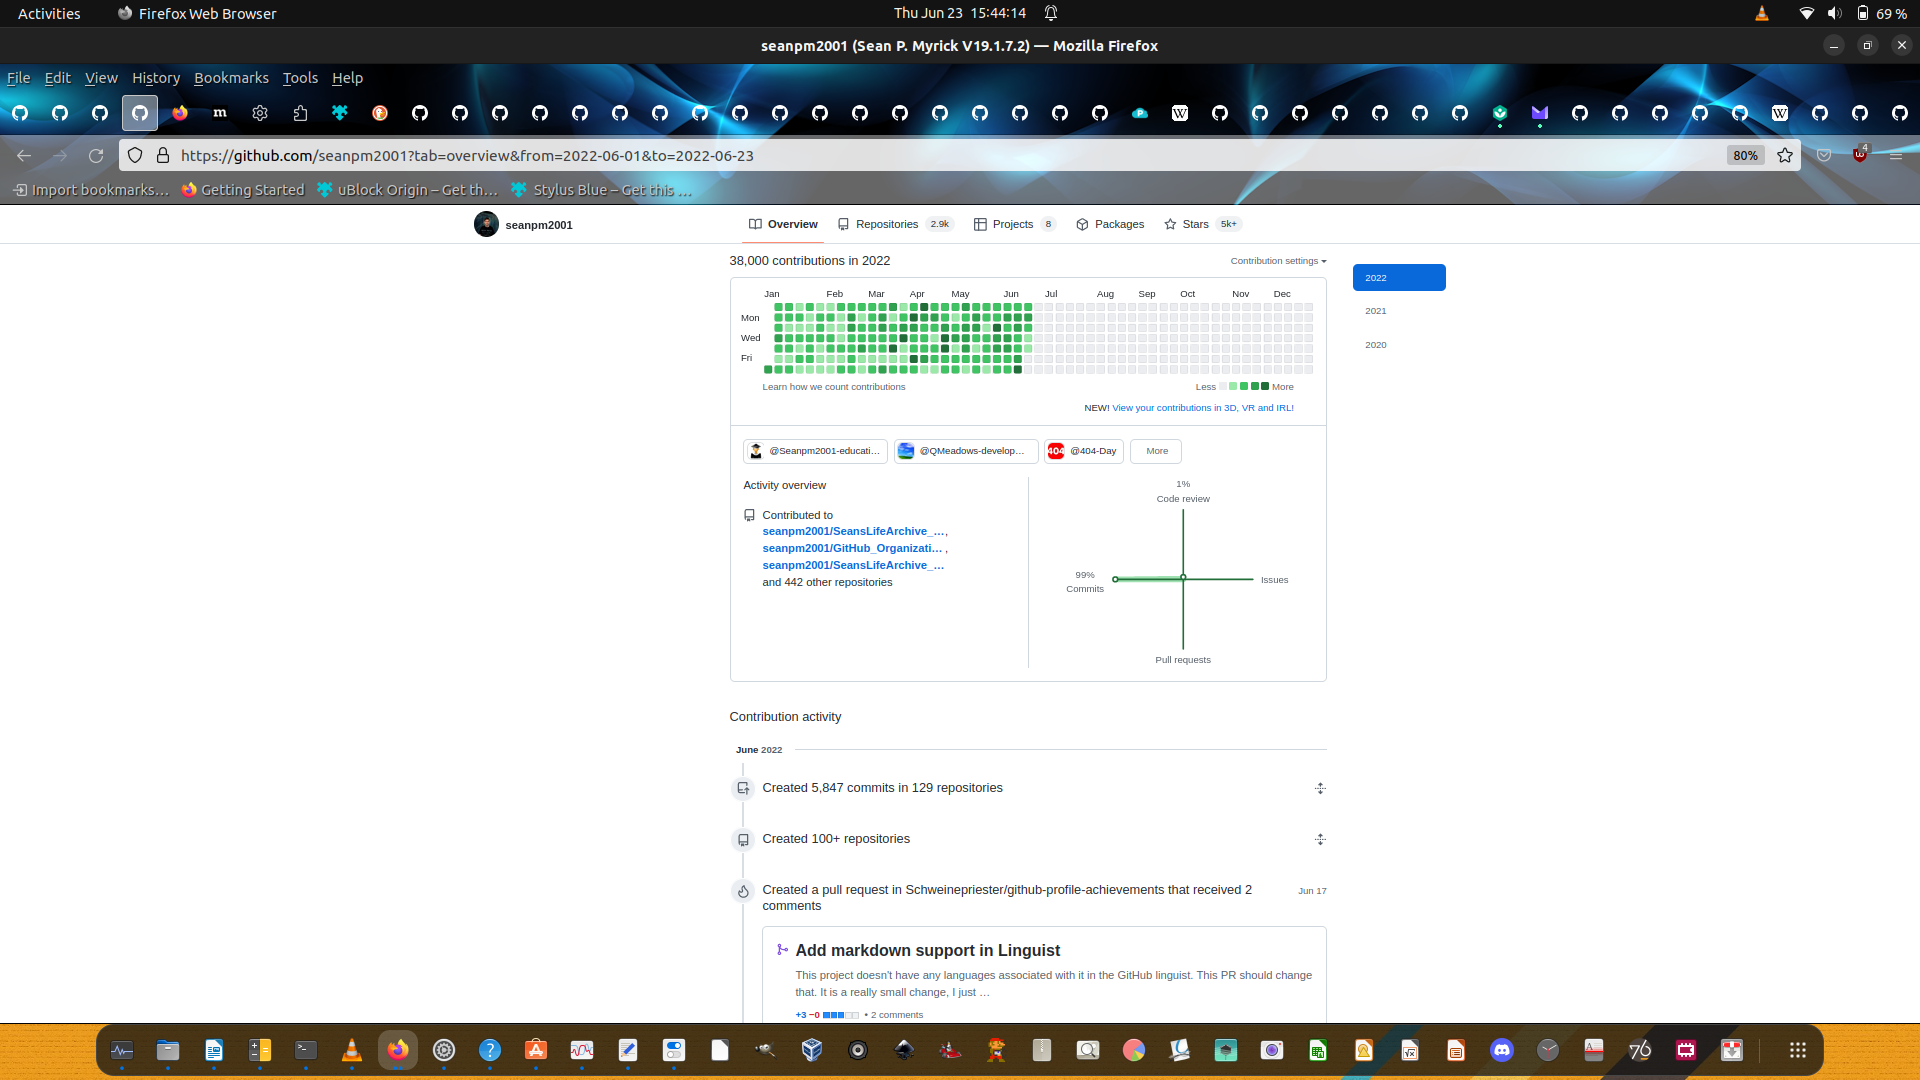 Activities
Firefox Web Browser
Thu Jun 23 15:44:14
69 %
seanpm2001 (Sean P. Myrick V19.1.7.2) — Mozilla Firefox
File Edit View History Bookmarks Tools Help
https://github.com/seanpm2001?tab=overview&from=2022-06-01&to=2022-06-23
80%
4
Import bookmarks… Getting Started uBlock Origin – Get th… Stylus Blue – Get this …
seanpm2001
Overview Repositories 2.9k Projects 8 Packages Stars 5k+
38,000 contributions in 2022
Contribution settings
2022
2021
2020
Jan Feb Mar Apr May Jun Jul Aug Sep Oct Nov Dec
Mon
Wed
Fri
Learn how we count contributions
Less More
NEW! View your contributions in 3D, VR and IRL!
@Seanpm2001-educati…
@QMeadows-develop…
404 @404-Day
More
Activity overview
Contributed to
seanpm2001/SeansLifeArchive_…,
seanpm2001/GitHub_Organizati… ,
seanpm2001/SeansLifeArchive_…
and 442 other repositories
1%
Code review
99%
Commits
Issues
Pull requests
Contribution activity
June 2022
Created 5,847 commits in 129 repositories
Created 100+ repositories
Created a pull request in Schweinepriester/github-profile-achievements that received 2
comments
Jun 17
Add markdown support in Linguist
This project doesn't have any languages associated with it in the GitHub linguist. This PR should change
that. It is a really small change, I just …
+3 −0 • 2 comments